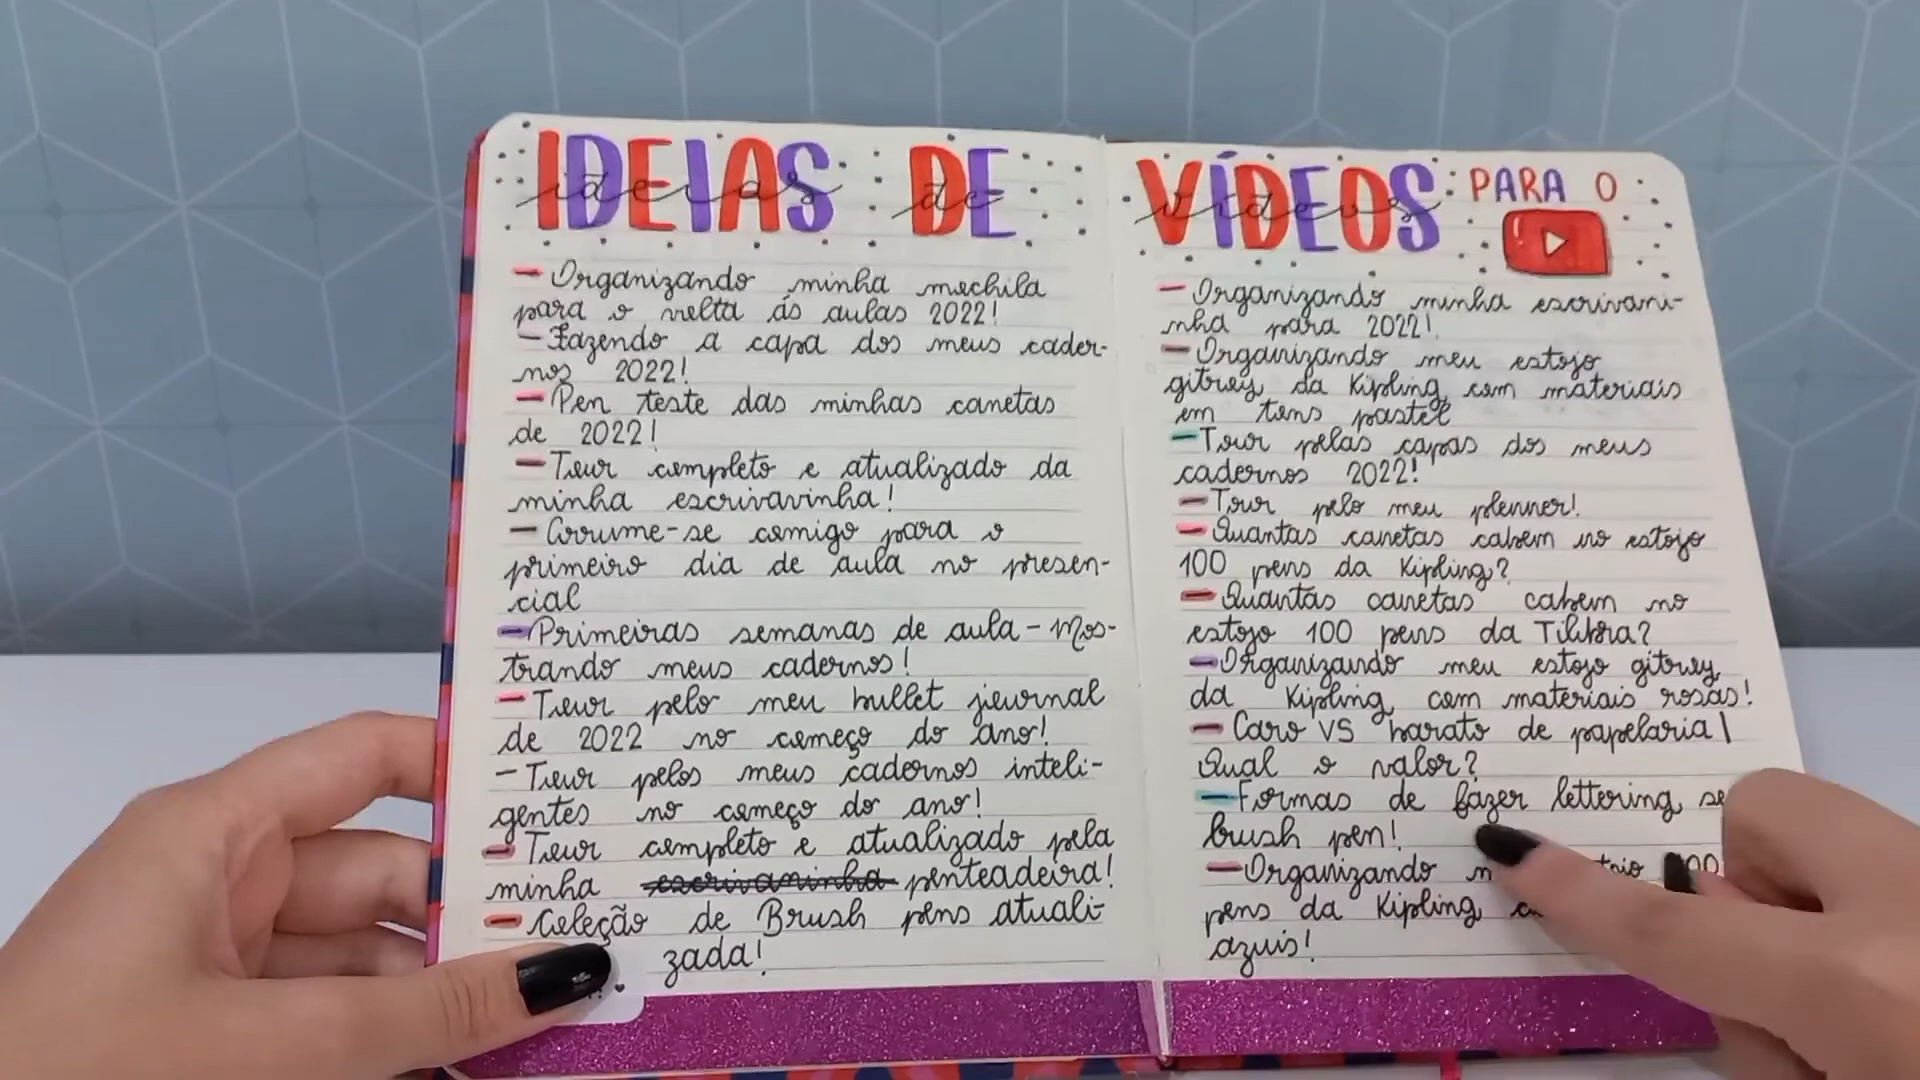 IDEIAS DE
ideias de
- Organizando minha mochila
para o volta ás aulas 2022!
- Fazendo a capa dos meus cader-
nos 2022!
- Pen teste das minhas canetas
de 2022!
- Tour completo e atualizado da
minha escrivavinha!
- Arrume-se comigo para o
primeiro dia de aula no presen-
cial
- Primeiras semanas de aula - Mos-
trando meus cadernos!
- Tour pelo meu bullet journal
de 2022 no começo do ano!
- Tour pelos meus cadernos inteli-
gentes no começo do ano!
- Tour completo e atualizado pela
minha escrivaninha penteadeira!
- Coleção de Brush pens atuali-
zada!
VÍDEOS PARA O
vídeos
- Organizando minha escrivani-
nha para 2022!
- Organizando meu estojo
gitrey da Kipling com materiais
em tons pastel
- Tour pelas capas dos meus
cadernos 2022!
- Tour pelo meu plenner!
- Quantas canetas cabem no estojo
100 pens da Kipling?
- Quantas canetas cabem no
estojo 100 pens da Tilibra?
- Organizando meu estojo gitrey
da Kipling com materiais rosas!
- Caro VS barato de papelaria |
Qual o valor?
- Formas de fazer lettering
brush pen!
- Organizando 100
pens da Kipling
azuis!